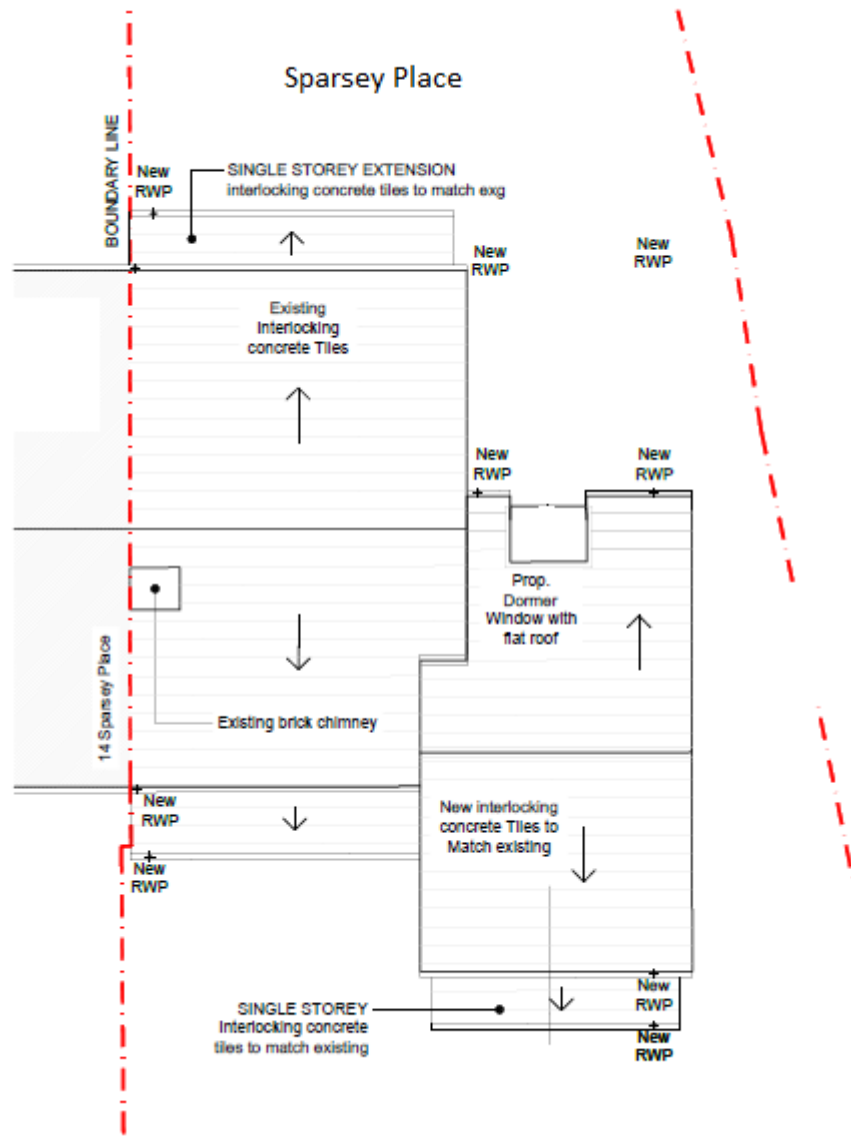 Sparsey Place
BOUNDARY LINE
New
RWP
SINGLE STOREY EXTENSION
interlocking concrete tiles to match exg
New
RWP
New
RWP
Existing
Interlocking
concrete Tiles
New
RWP
New
RWP
Prop.
Dormer
Window with
flat roof
14 Sparsey Place
Existing brick chimney
New
RWP
New interlocking
concrete Tiles to
Match existing
New
RWP
New
RWP
SINGLE STOREY
Interlocking concrete
tiles to match existing
New
RWP